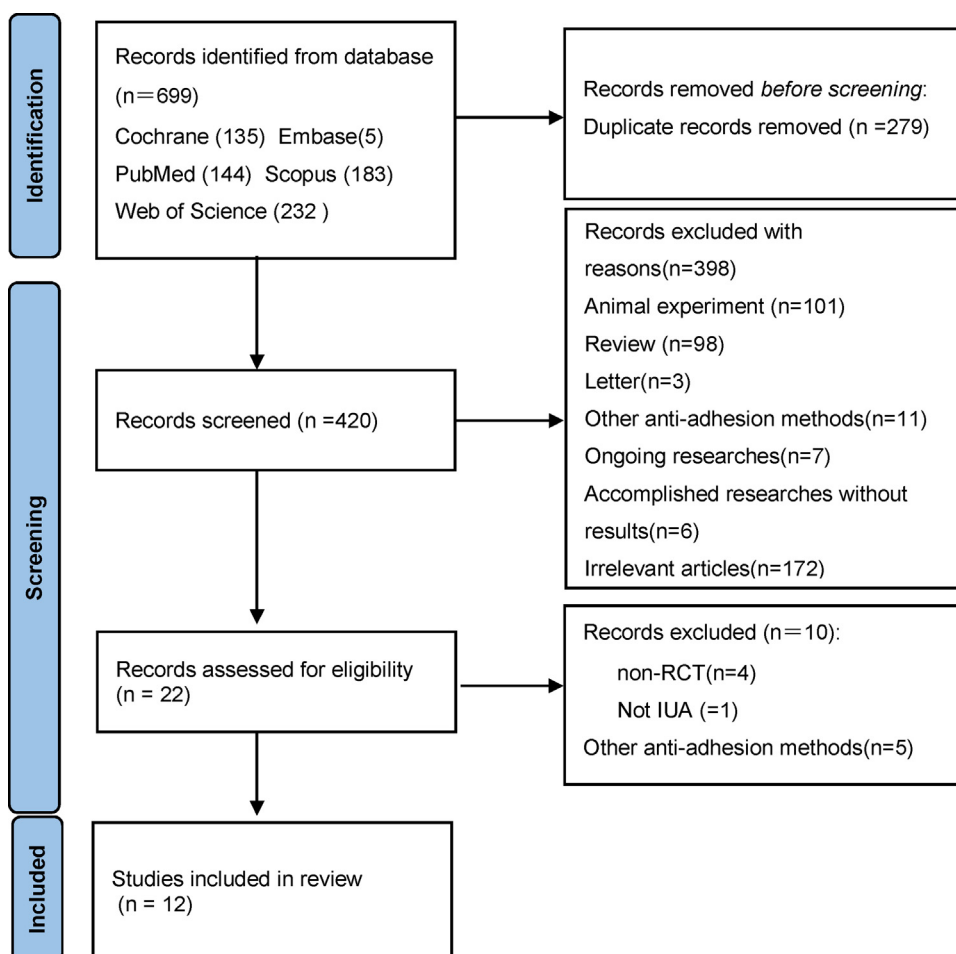 Identification
Records identified from database
(n＝699)
Cochrane (135) Embase(5)
PubMed (144) Scopus (183)
Web of Science (232 )
Records removed before screening:
Duplicate records removed (n =279)
Screening
Records screened (n =420)
Records excluded with
reasons(n=398)
Animal experiment (n=101)
Review (n=98)
Letter(n=3)
Other anti-adhesion methods(n=11)
Ongoing researches(n=7)
Accomplished researches without
results(n=6)
Irrelevant articles(n=172)
Records assessed for eligibility
(n = 22)
Records excluded (n＝10):
non-RCT(n=4)
Not IUA (=1)
Other anti-adhesion methods(n=5)
Included
Studies included in review
(n = 12)